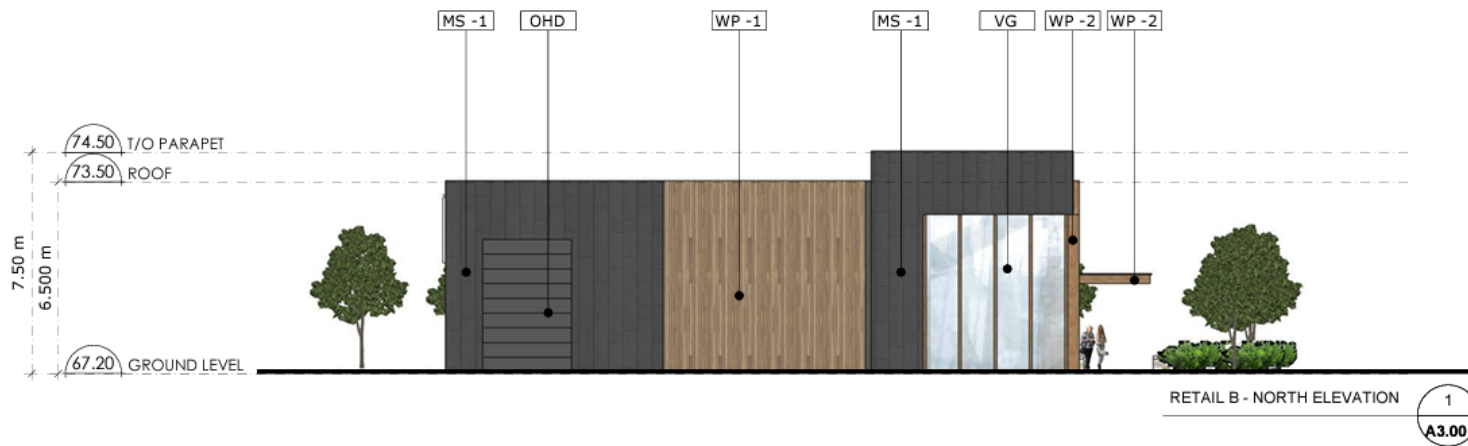 MS -1
OHD
WP -1
MS -1
VG
WP -2
WP -2
74.50 T/O PARAPET
73.50 ROOF
7.50 m
6.500 m
67.20 GROUND LEVEL
RETAIL B - NORTH ELEVATION
1
A3.00